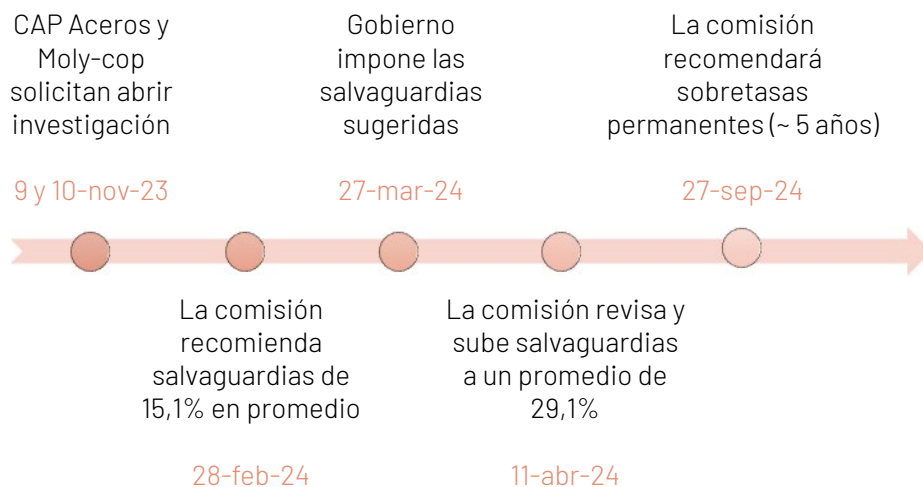 CAP Aceros y
Moly-cop
solicitan abrir
investigación
9 y 10-nov-23
La comisión
recomienda
salvaguardias de
15,1% en promedio
28-feb-24
Gobierno
impone las
salvaguardias
sugeridas
27-mar-24
La comisión revisa y
sube salvaguardias
a un promedio de
29,1%
11-abr-24
La comisión
recomendará
sobretasas
permanentes (~ 5 años)
27-sep-24